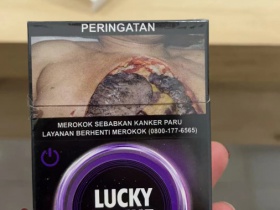 PERINGATAN
MEROKOK SEBABKAN KANKER PARU
LAYANAN BERHENTI MEROKOK (0800-177-6565)
LUCKY